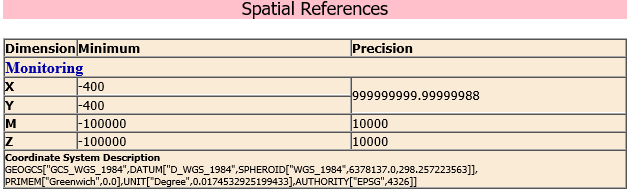 Spatial References
Dimension Minimum Precision
Monitoring
X -400 999999999.99999988
Y -400
M -100000 10000
Z -100000 10000
Coordinate System Description
GEOGCS["GCS_WGS_1984",DATUM["D_WGS_1984",SPHEROID["WGS_1984",6378137.0,298.257223563]],
PRIMEM["Greenwich",0.0],UNIT["Degree",0.0174532925199433],AUTHORITY["EPSG",4326]]